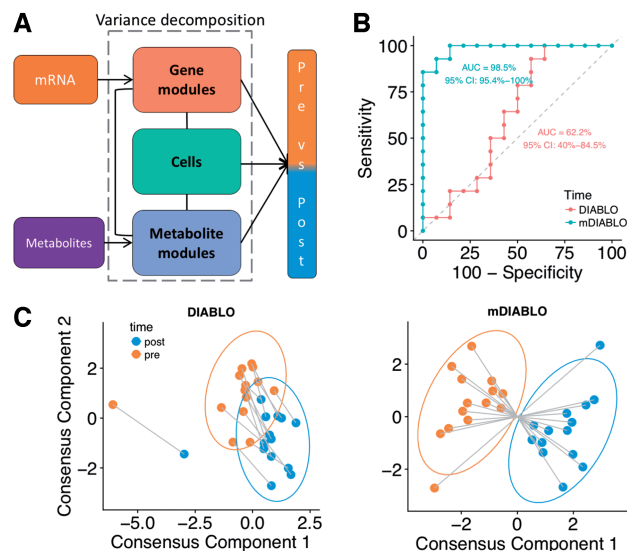 A
Variance decomposition
mRNA
Gene
modules
Cells
Metabolites
Metabolite
modules
Pre vs Post
B
Sensitivity
100
75
50
25
0
AUC = 98.5%
95% CI: 95.4%–100%
AUC = 62.2%
95% CI: 40%–84.5%
Time
DIABLO
mDIABLO
0
25
50
75
100
100 − Specificity
C
DIABLO
time
post
pre
Consensus Component 2
2
0
−2
−5.0
−2.5
0.0
2.5
Consensus Component 1
mDIABLO
2
0
−2
−2
0
2
Consensus Component 1